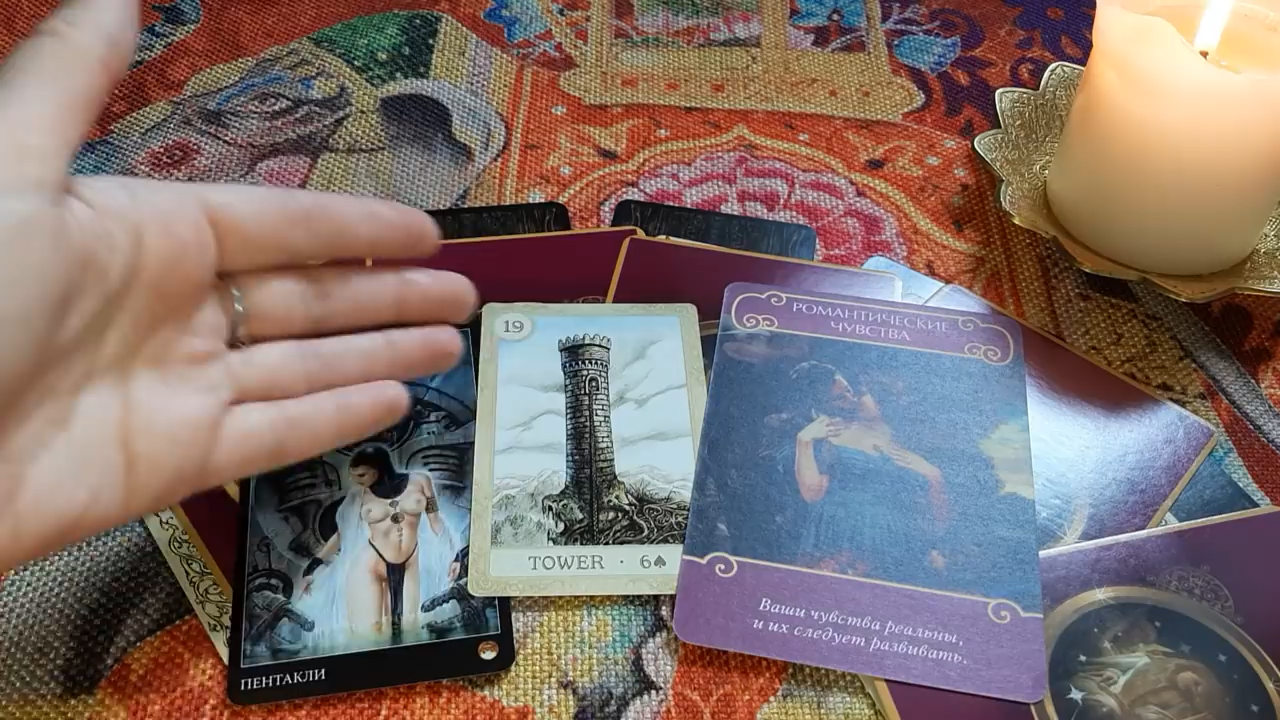 19
TOWER · 6♠
РОМАНТИЧЕСКИЕ
ЧУВСТВА
Ваши чувства реальны,
и их следует развивать.
ПЕНТАКЛИ